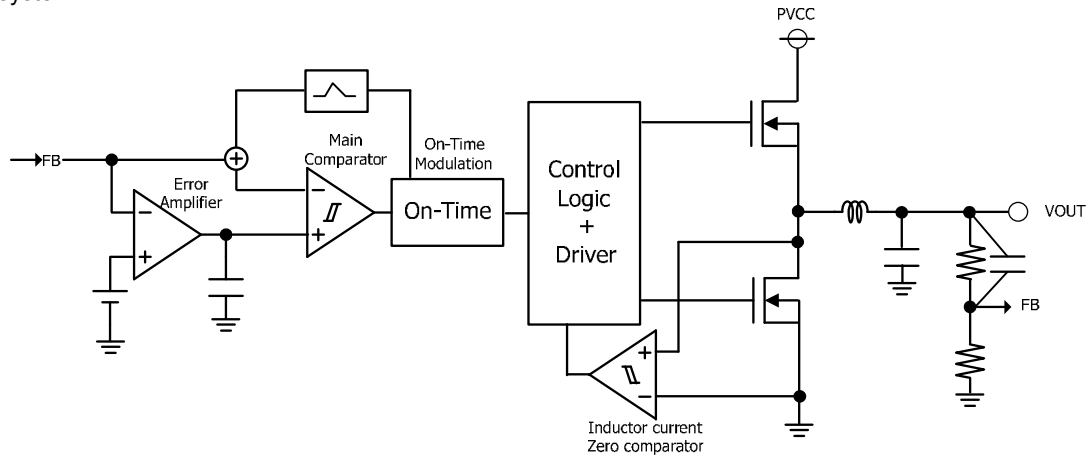 PVCC
FB
Main
Comparator
On-Time
Modulation
Error
Amplifier
+
−
+
−
+
On-Time
Control
Logic
+
Driver
VOUT
FB
+
−
Inductor current
Zero comparator